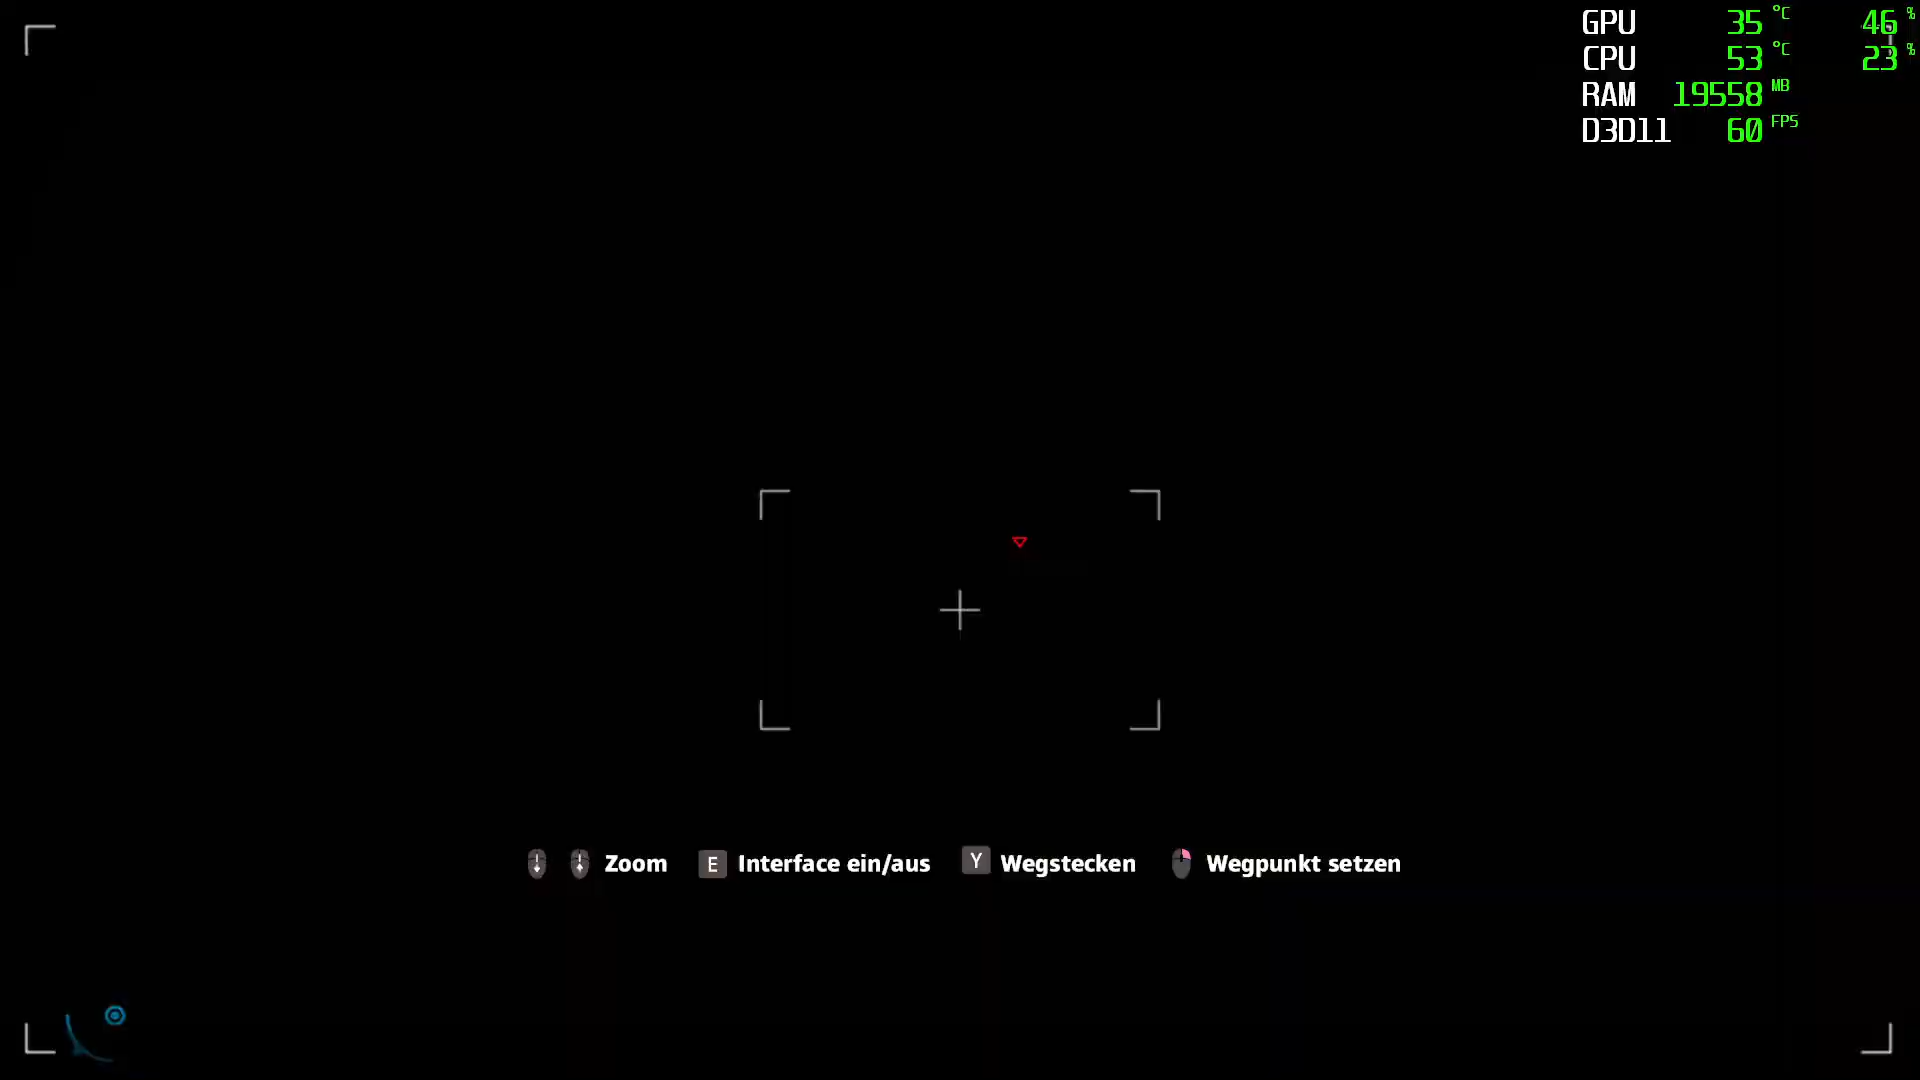 GPU 35 °C 46 %
CPU 53 °C 23 %
RAM 19558 MB
D3D11 60 FPS
Zoom E Interface ein/aus Y Wegstecken Wegpunkt setzen